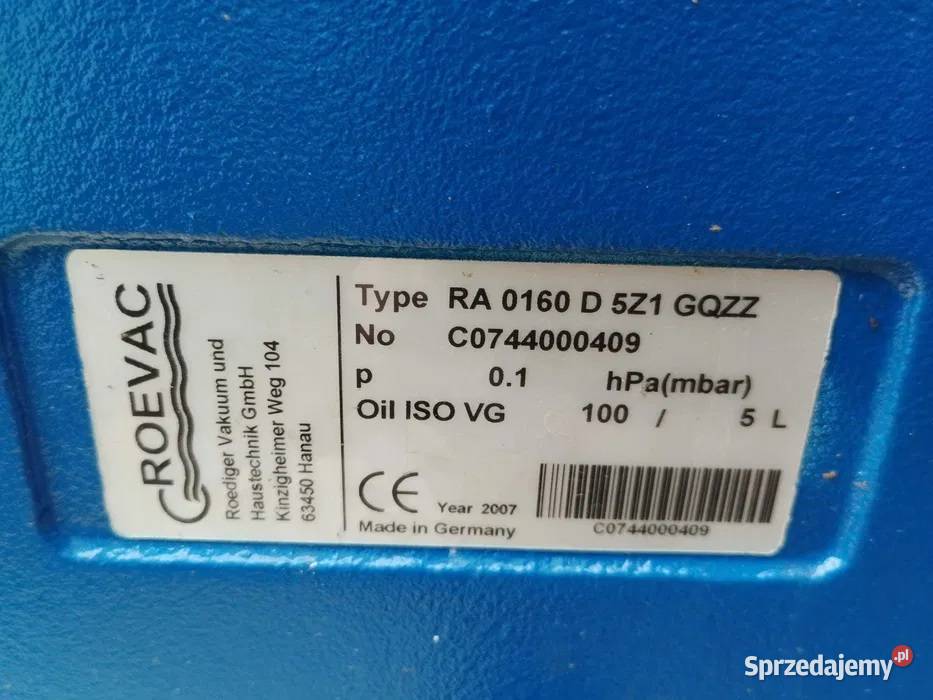 ROEVAC
Roediger Vakuum und
Haustechnik GmbH
Kinzigheimer Weg 104
63450 Hanau
Type RA 0160 D 5Z1 GQZZ
No C0744000409
p 0.1 hPa(mbar)
Oil ISO VG 100 / 5 L
CE Year 2007
Made in Germany
C0744000409
Sprzedajemy.pl